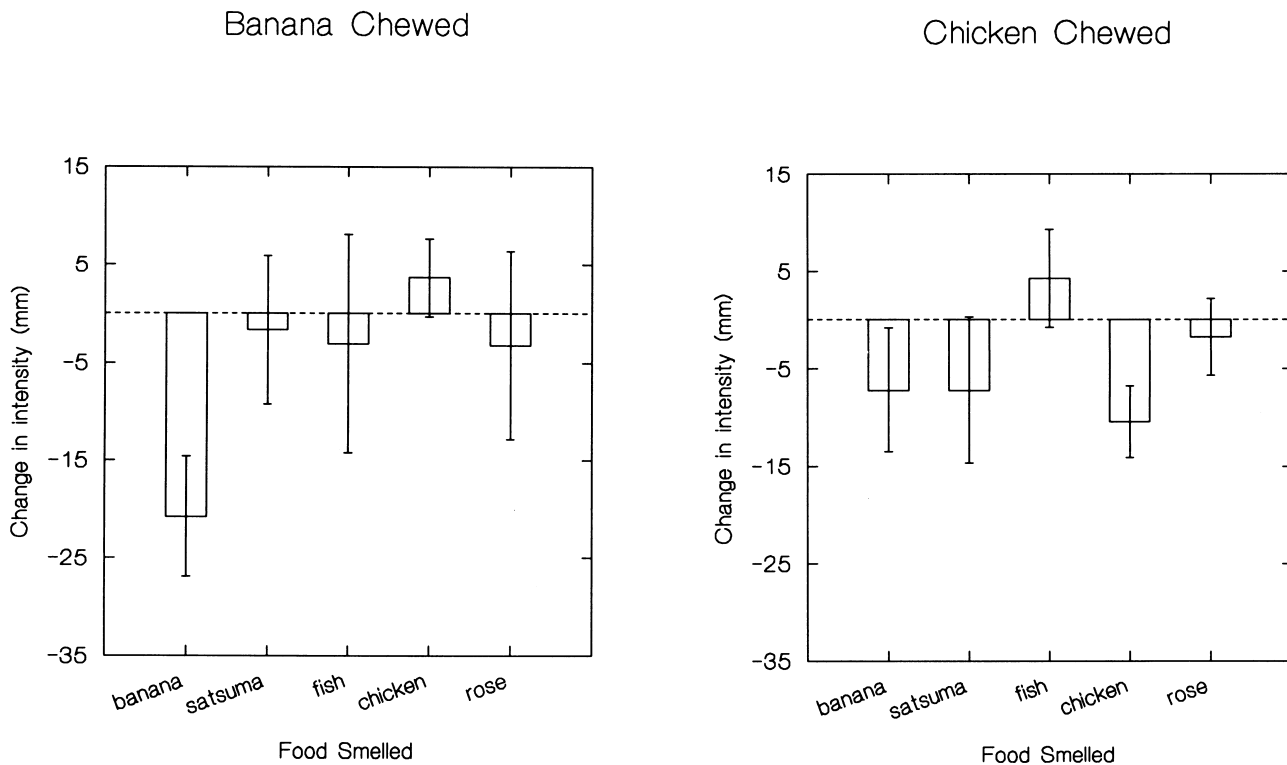 Banana Chewed
15
5
-5
-15
-25
-35
Change in intensity (mm)
banana
satsuma
fish
chicken
rose
Food Smelled
Chicken Chewed
15
5
-5
-15
-25
-35
Change in intensity (mm)
banana
satsuma
fish
chicken
rose
Food Smelled